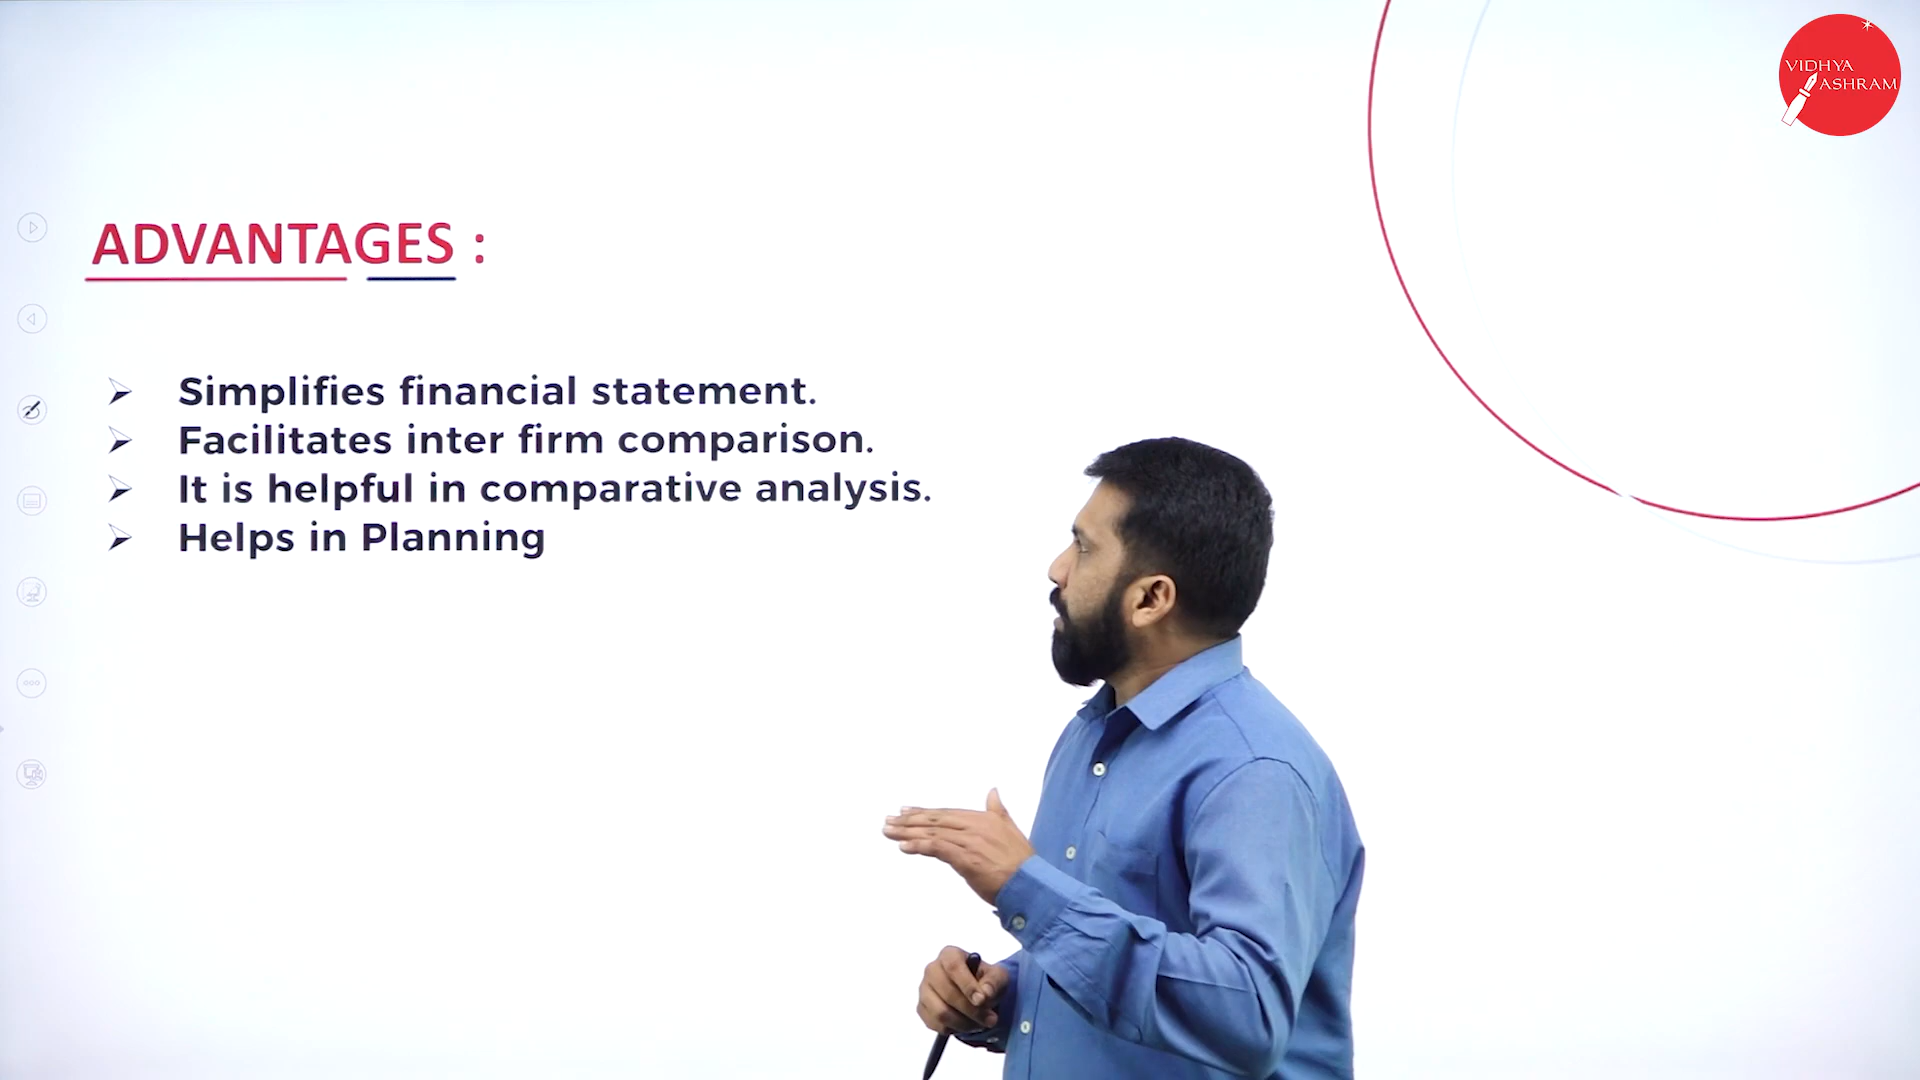 VIDHYA
ASHRAM
ADVANTAGES :
Simplifies financial statement.
Facilitates inter firm comparison.
It is helpful in comparative analysis.
Helps in Planning